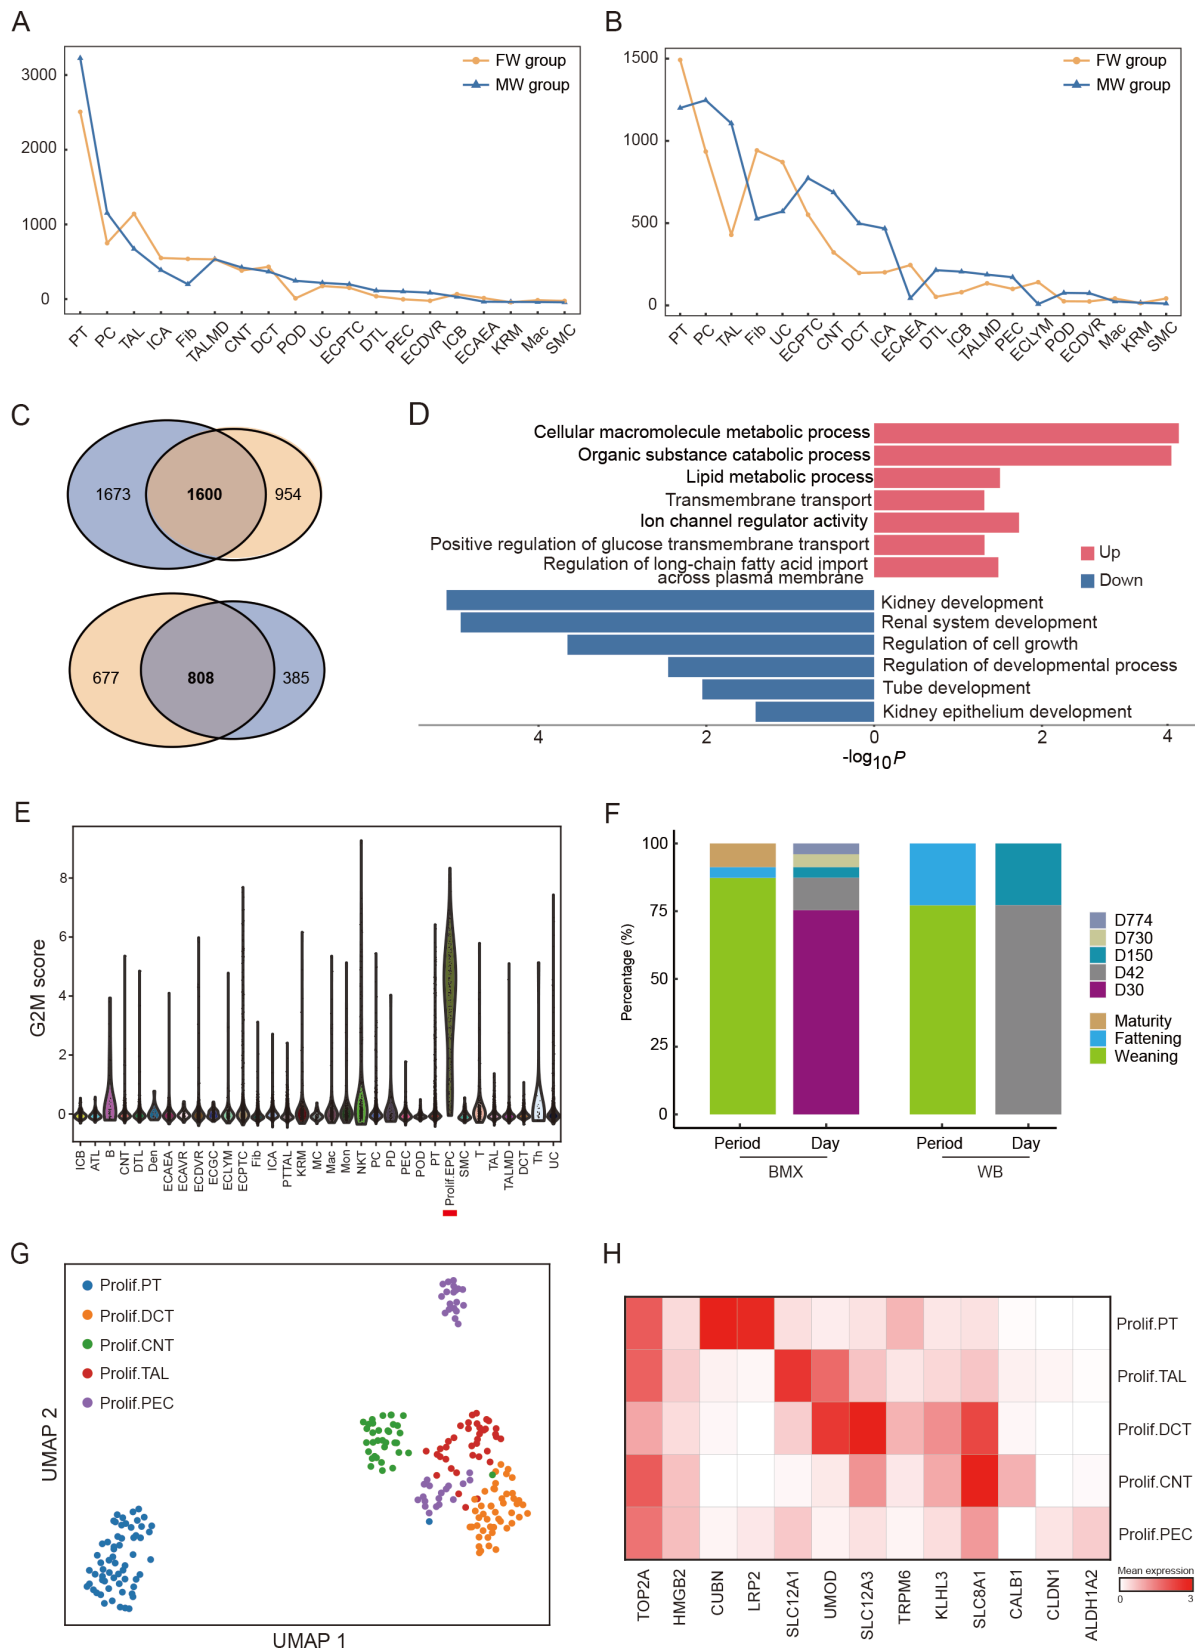 A
FW group
MW group
3000
2000
1000
0
PT PC TAL ICA Fib TALMD CNT DCT POD UC ECPTC DTL PEC ECDVR ICB ECAEA KRM Mac SMC
B
FW group
MW group
1500
1000
500
0
PT PC TAL Fib UC ECPTC CNT DCT ICA ECAEA DTL ICB TALMD PEC ECLYM POD ECDVR Mac KRM SMC
C
1673 1600 954
677 808 385
D
Cellular macromolecule metabolic process
Organic substance catabolic process
Lipid metabolic process
Transmembrane transport
Ion channel regulator activity
Positive regulation of glucose transmembrane transport
Regulation of long-chain fatty acid import
across plasma membrane
Up
Down
Kidney development
Renal system development
Regulation of cell growth
Regulation of developmental process
Tube development
Kidney epithelium development
4 2 0 2 4
-log10P
E
G2M score
8
6
4
2
0
ICB ATL B CNT DTL Den ECAEA ECAVR ECDVR ECGC ECLYM ECPTC Fib ICA PTTAL KRM MC Mac Mon NKT PC PD PEC POD PT Prolif.EPC SMC T TAL TALMD DCT Th UC
F
Percentage (%)
100
75
50
25
0
Period Day Period Day
BMX WB
D774
D730
D150
D42
D30
Maturity
Fattening
Weaning
G
Prolif.PT
Prolif.DCT
Prolif.CNT
Prolif.TAL
Prolif.PEC
UMAP 2
UMAP 1
H
Prolif.PT
Prolif.TAL
Prolif.DCT
Prolif.CNT
Prolif.PEC
TOP2A HMGB2 CUBN LRP2 SLC12A1 UMOD SLC12A3 TRPM6 KLHL3 SLC8A1 CALB1 CLDN1 ALDH1A2
Mean expression
0 3